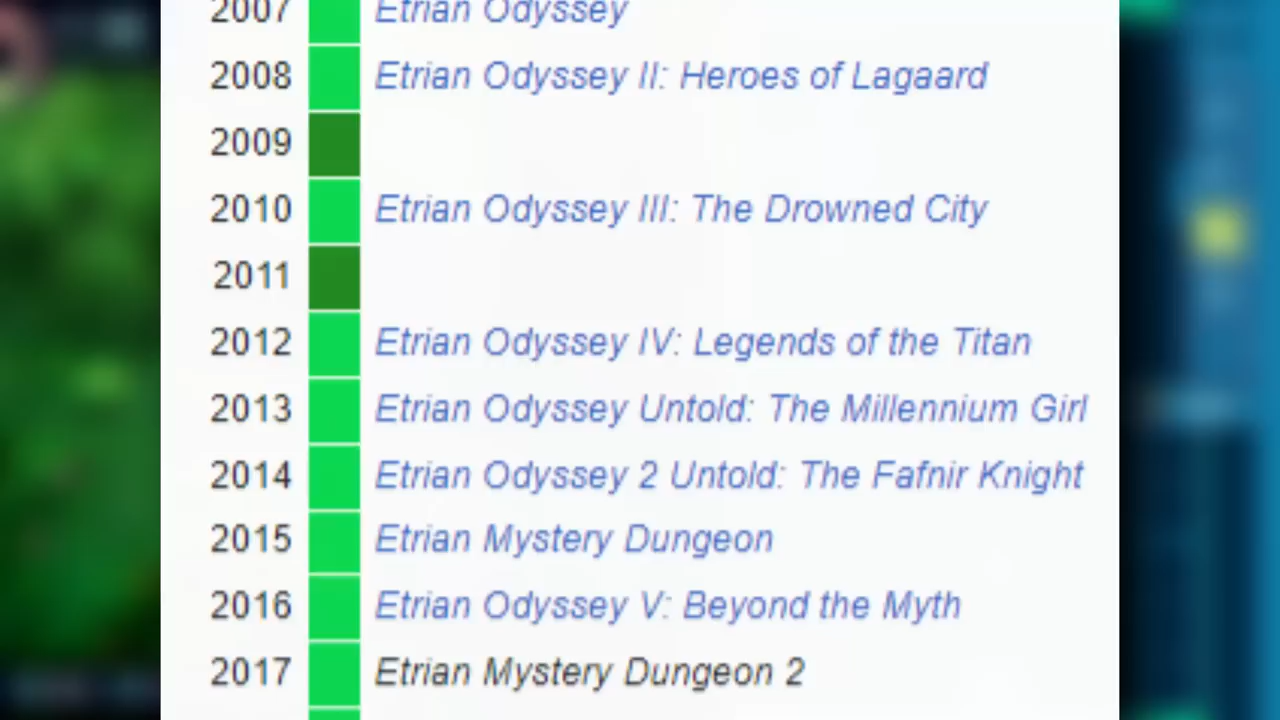 2007 Etrian Odyssey
2008 Etrian Odyssey II: Heroes of Lagaard
2009
2010 Etrian Odyssey III: The Drowned City
2011
2012 Etrian Odyssey IV: Legends of the Titan
2013 Etrian Odyssey Untold: The Millennium Girl
2014 Etrian Odyssey 2 Untold: The Fafnir Knight
2015 Etrian Mystery Dungeon
2016 Etrian Odyssey V: Beyond the Myth
2017 Etrian Mystery Dungeon 2